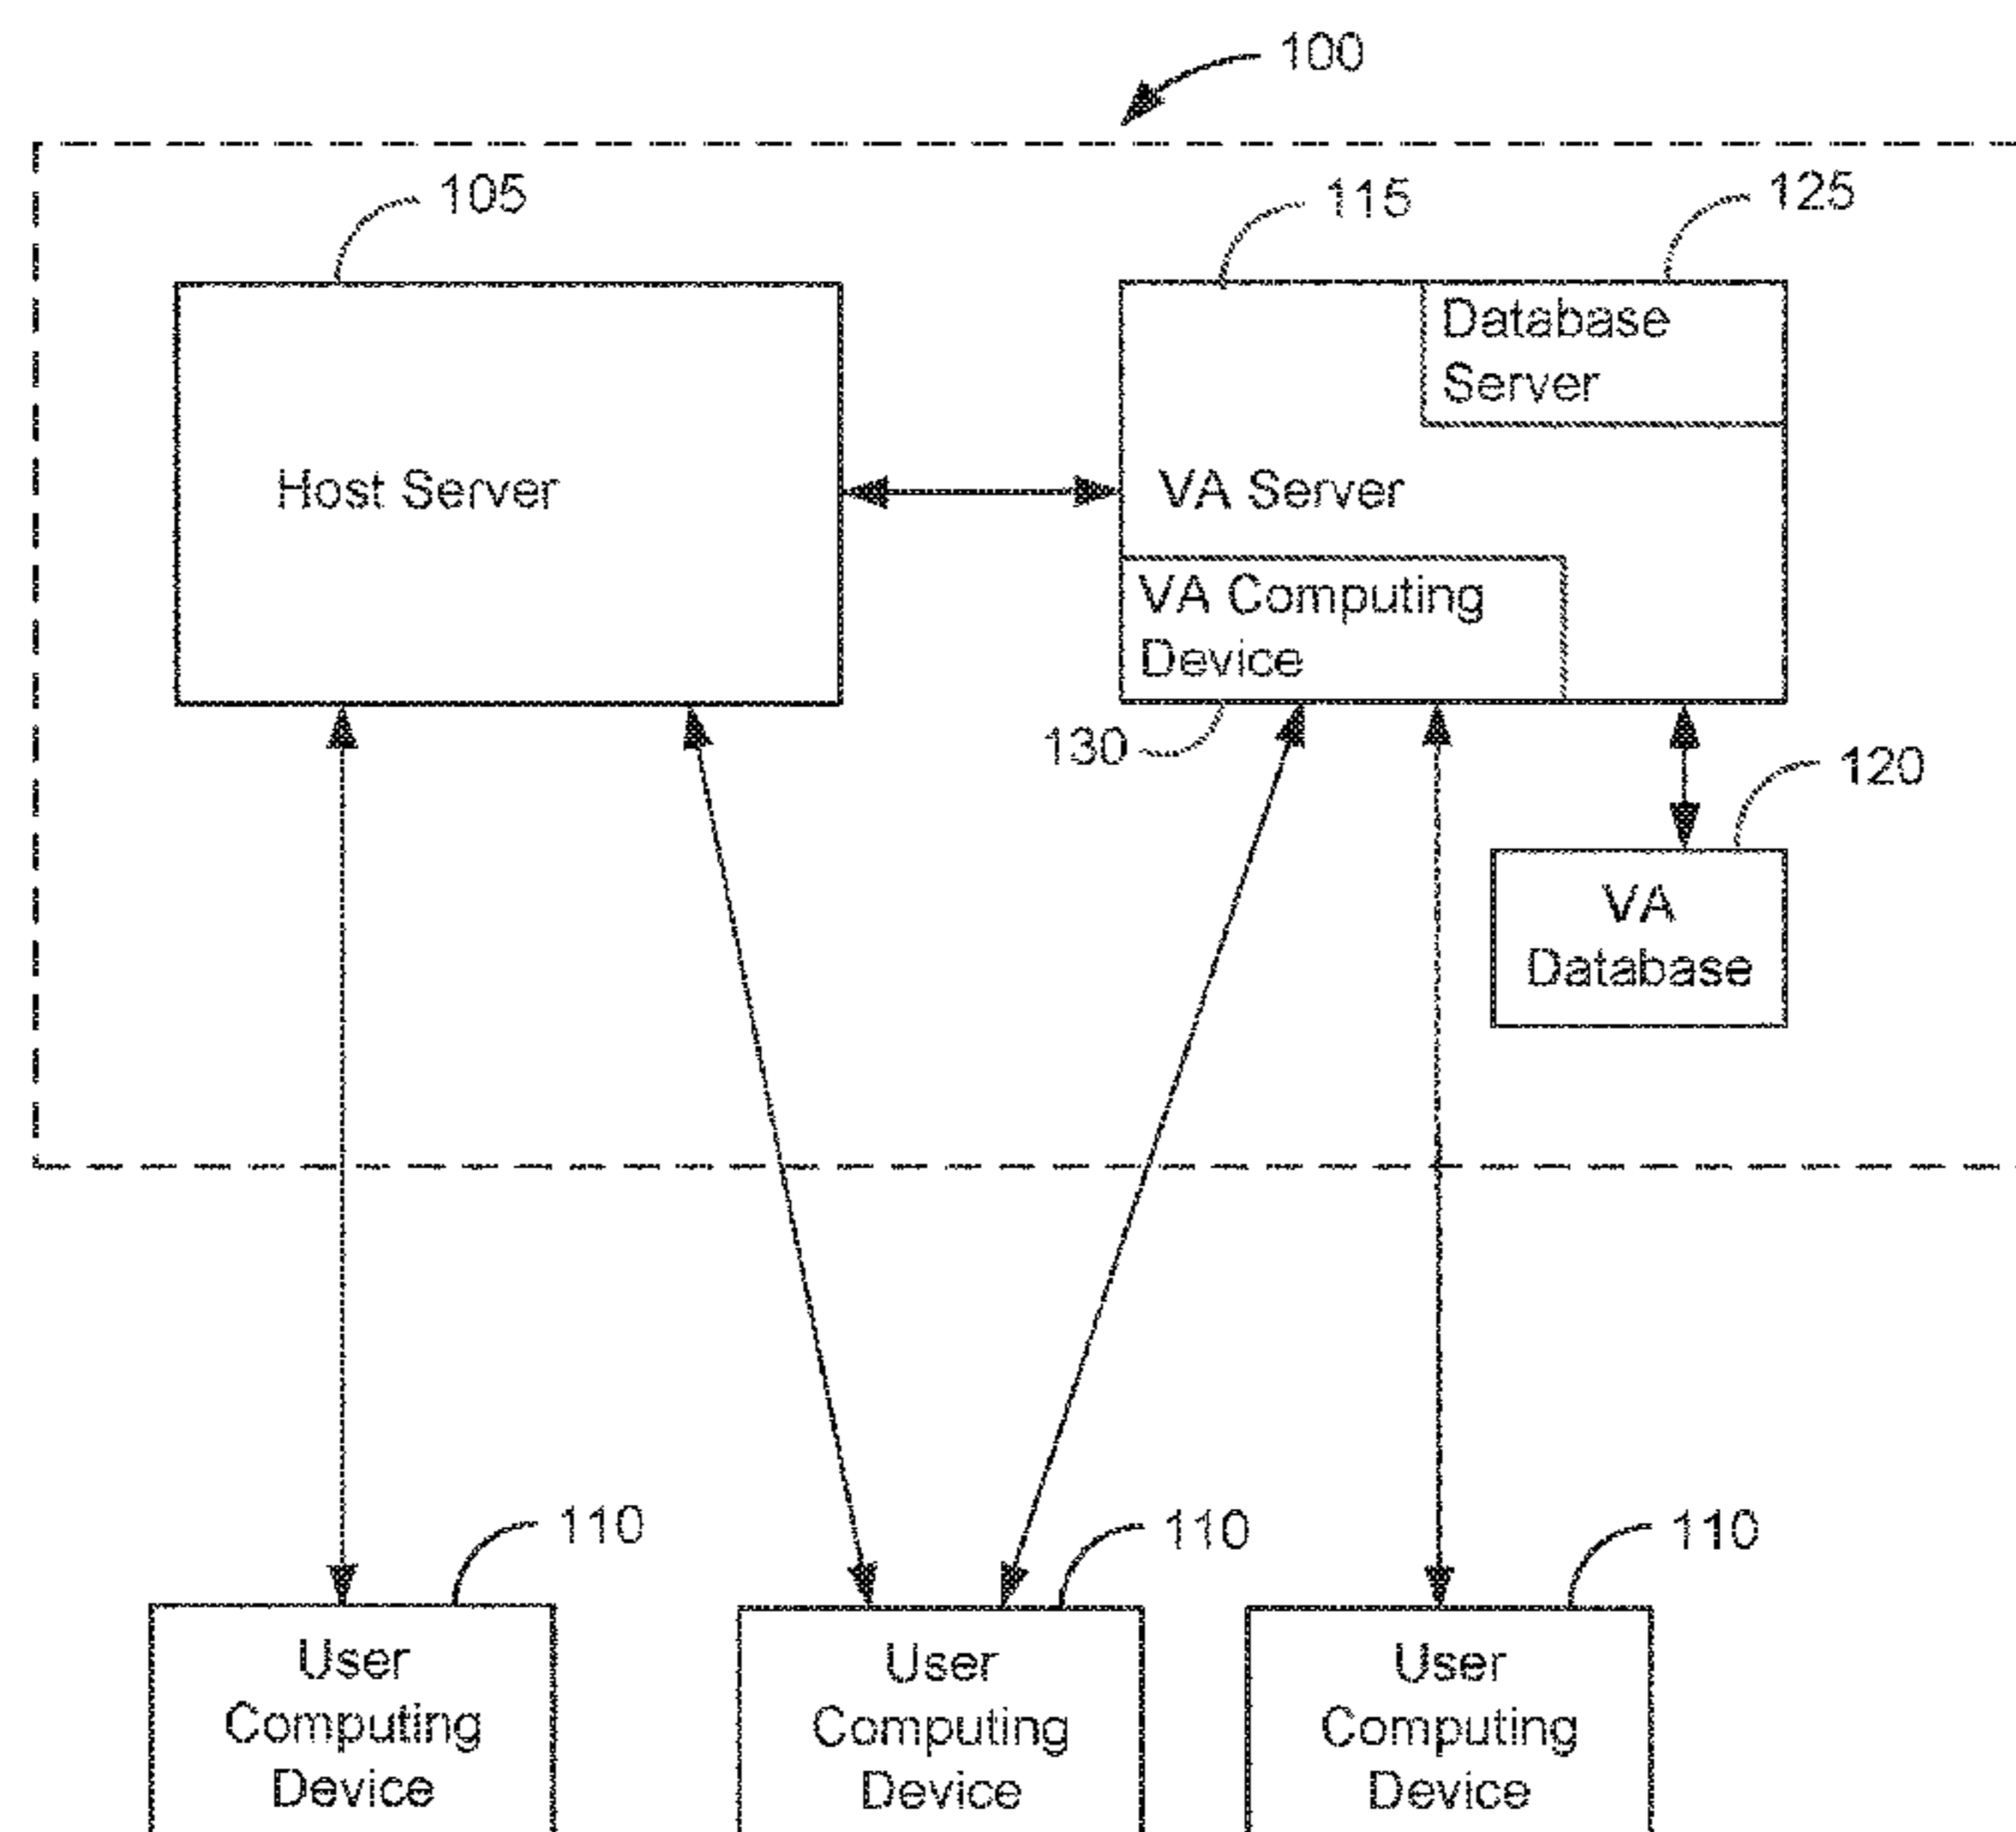 100
105
115
125
Database
Server
Host Server
VA Server
VA Computing
Device
130
120
VA
Database
110
110
110
User
Computing
Device
User
Computing
Device
User
Computing
Device